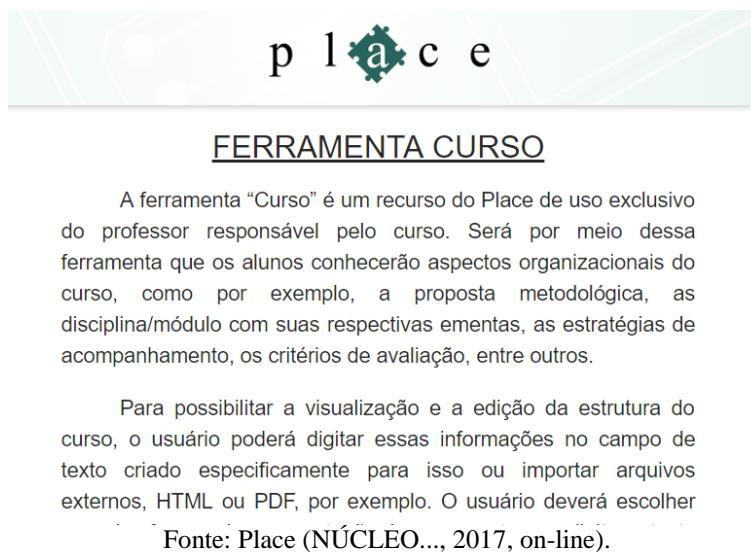 place
FERRAMENTA CURSO
A ferramenta “Curso” é um recurso do Place de uso exclusivo
do professor responsável pelo curso. Será por meio dessa
ferramenta que os alunos conhecerão aspectos organizacionais do
curso, como por exemplo, a proposta metodológica, as
disciplina/módulo com suas respectivas ementas, as estratégias de
acompanhamento, os critérios de avaliação, entre outros.
Para possibilitar a visualização e a edição da estrutura do
curso, o usuário poderá digitar essas informações no campo de
texto criado especificamente para isso ou importar arquivos
externos, HTML ou PDF, por exemplo. O usuário deverá escolher
Fonte: Place (NÚCLEO..., 2017, on-line).